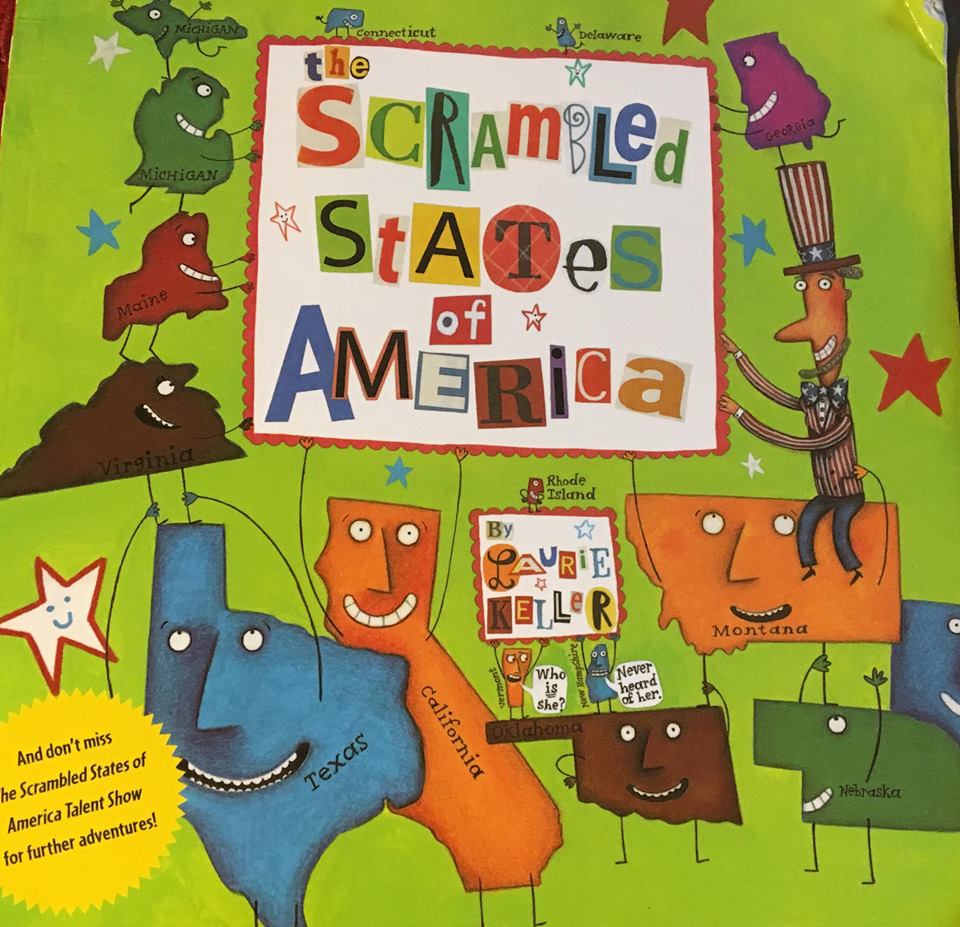 MICHIGAN
Connecticut
Delaware
the
SCRAmBLed
StATeS
of
AMERicа
Georgia
MICHIGAN
Maine
Virginia
Rhode
Island
By
LAURiE
KELLeR
Vermont
Who
is
she?
New Hampshire
Never
heard
of her.
Montana
Oklahoma
California
Texas
Nebraska
And don't miss
he Scrambled States of
America Talent Show
for further adventures!